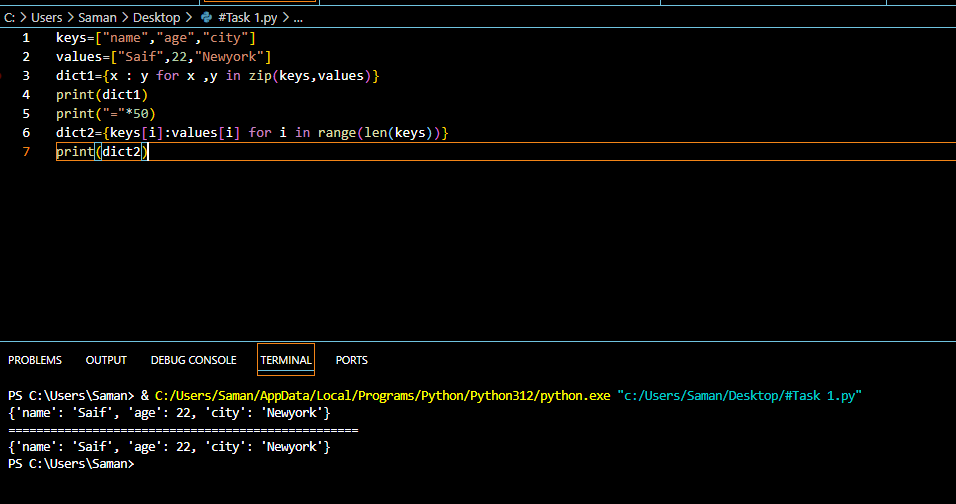 C: > Users > Saman > Desktop > #Task 1.py > ...
1 keys=["name","age","city"]
2 values=["Saif",22,"Newyork"]
3 dict1={x : y for x ,y in zip(keys,values)}
4 print(dict1)
5 print("="*50)
6 dict2={keys[i]:values[i] for i in range(len(keys))}
7 print(dict2)
PROBLEMS OUTPUT DEBUG CONSOLE TERMINAL PORTS
PS C:\Users\Saman> & C:/Users/Saman/AppData/Local/Programs/Python/Python312/python.exe "c:/Users/Saman/Desktop/#Task 1.py"
{'name': 'Saif', 'age': 22, 'city': 'Newyork'}
==================================================
{'name': 'Saif', 'age': 22, 'city': 'Newyork'}
PS C:\Users\Saman>